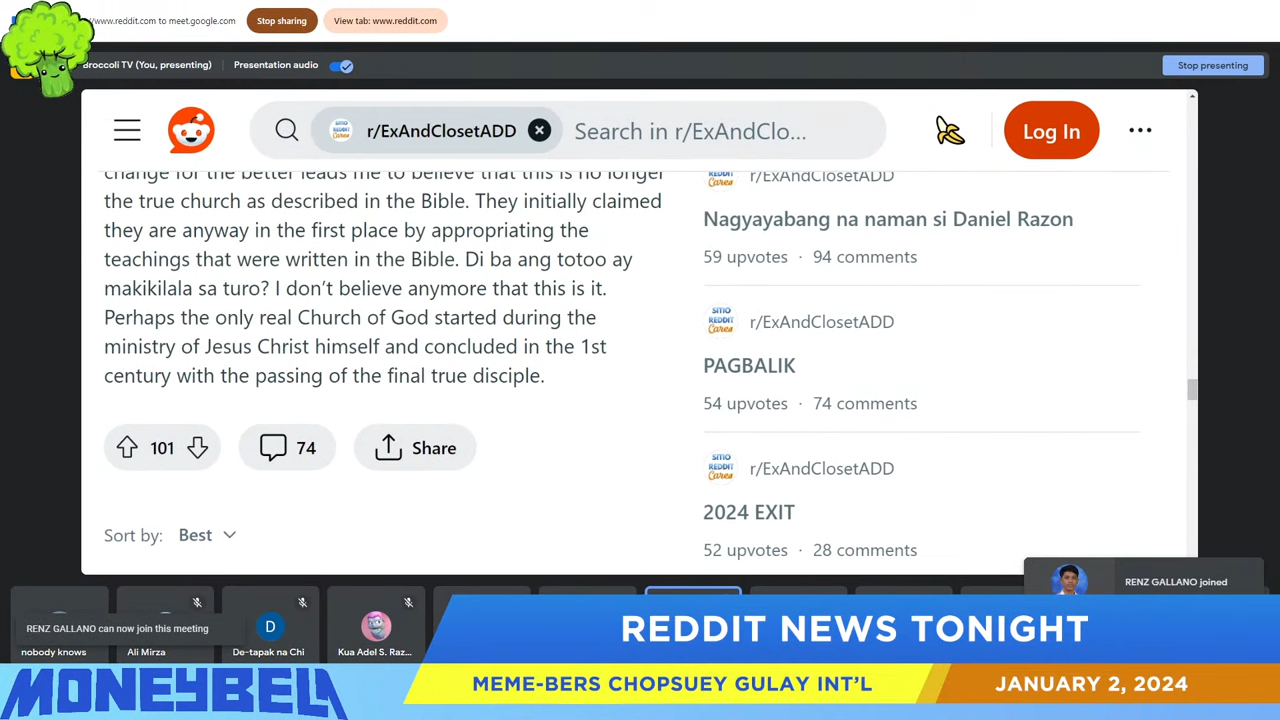 /www.reddit.com to meet.google.com
Stop sharing
View tab: www.reddit.com
Broccoli TV (You, presenting)
Presentation audio
Stop presenting
r/ExAndClosetADD
Search in r/ExAndClo...
Log In
change for the better leads me to believe that this is no longer
the true church as described in the Bible. They initially claimed
they are anyway in the first place by appropriating the
teachings that were written in the Bible. Di ba ang totoo ay
makikilala sa turo? I don't believe anymore that this is it.
Perhaps the only real Church of God started during the
ministry of Jesus Christ himself and concluded in the 1st
century with the passing of the final true disciple.
101
74
Share
Sort by: Best
REDDIT
Cares
r/ExAndClosetADD
Nagyayabang na naman si Daniel Razon
59 upvotes · 94 comments
SITIO
REDDIT
Cares
r/ExAndClosetADD
PAGBALIK
54 upvotes · 74 comments
SITIO
REDDIT
Cares
r/ExAndClosetADD
2024 EXIT
52 upvotes · 28 comments
RENZ GALLANO joined
RENZ GALLANO can now join this meeting
nobody knows
Ali Mirza
D
De-tapak na Chi
Kua Adel S. Raz...
REDDIT NEWS TONIGHT
MONEYBELA
MEME-BERS CHOPSUEY GULAY INT'L
JANUARY 2, 2024